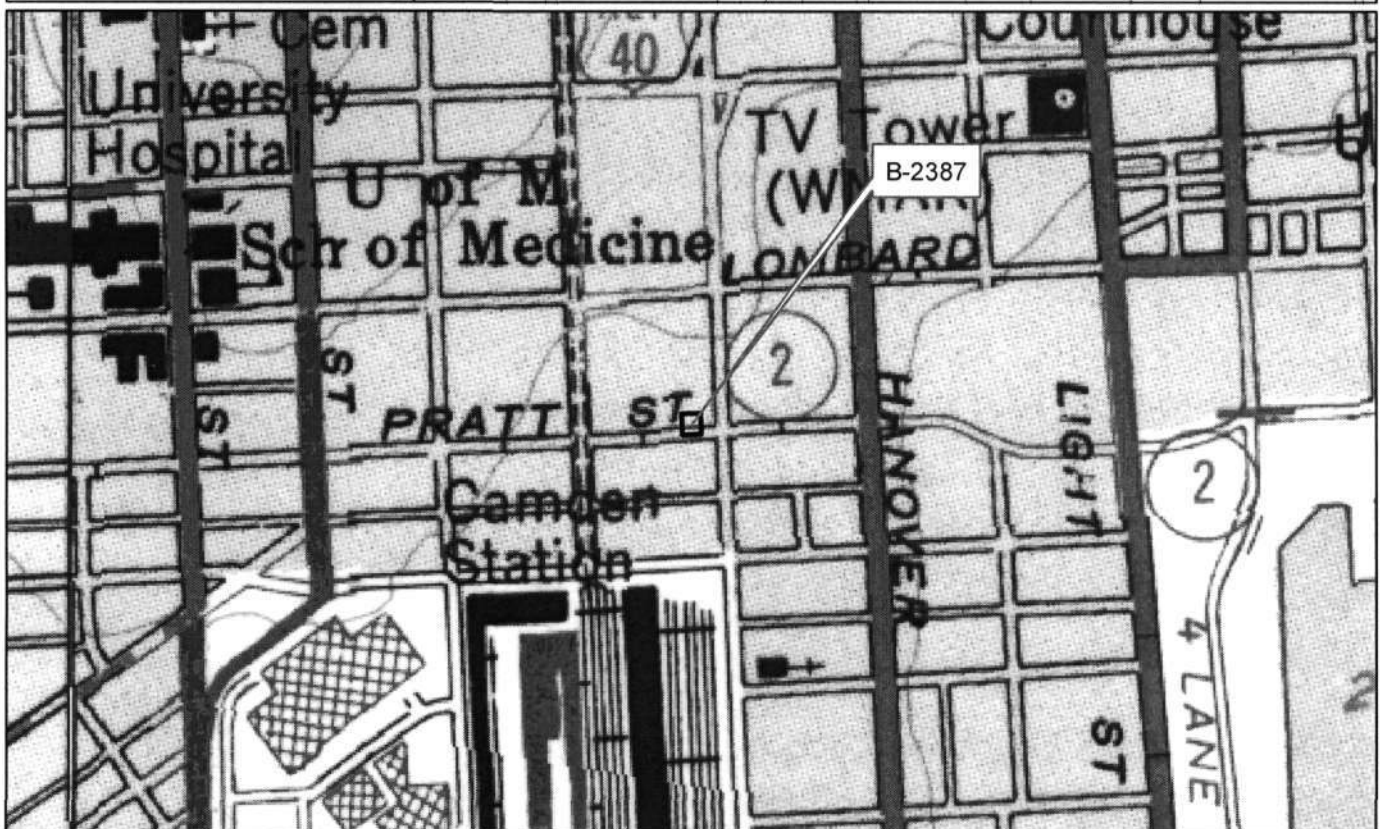 Cem
40
Courthouse
University
Hospital
TV Tower
B-2387
U of M
Sch of Medicine
LOMBARD
ST
2
HANOVER
LIGHT
PRATT ST
ST
2
Camden
Station
4 LANE
ST
2